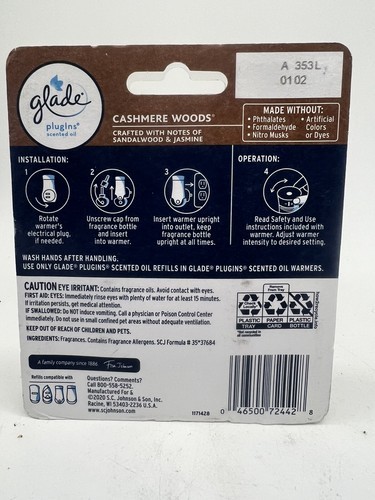 A 353L
0102
glade®
plugins®
scented oil
CASHMERE WOODS®
CRAFTED WITH NOTES OF
SANDALWOOD & JASMINE
MADE WITHOUT:
• Phthalates
• Formaldehyde
• Nitro Musks
• Artificial
Colors
or Dyes
INSTALLATION:
1
Rotate
warmer's
electrical plug,
if needed.
2
Unscrew cap from
fragrance bottle
and insert
into warmer.
3
Insert warmer upright
into outlet, keep
fragrance bottle
upright at all times.
OPERATION:
4
Read Safety and Use
instructions included with
warmer. Adjust warmer
intensity to desired setting.
WASH HANDS AFTER HANDLING.
USE ONLY GLADE® PLUGINS® SCENTED OIL REFILLS IN GLADE® PLUGINS® SCENTED OIL WARMERS.
CAUTION EYE IRRITANT: Contains fragrance oils. Avoid contact with eyes.
FIRST AID: EYES: Immediately rinse eyes with plenty of water for at least 15 minutes.
If irritation persists, get medical attention.
IF SWALLOWED: Do NOT induce vomiting. Call a physician or Poison Control Center
immediately. Do not use in small confined pet areas without adequate ventilation.
KEEP OUT OF REACH OF CHILDREN AND PETS.
INGREDIENTS: Fragrances. Contains Fragrance Allergens. SCJ Formula # 35*37684
Remove
From Tray
PLASTIC
TRAY
PAPER
CARD
PLASTIC
BOTTLE
A family company since 1886
Refills compatible with
Questions? Comments?
Call 800-558-5252.
Manufactured For &
©2020 S.C. Johnson & Son, Inc.
Racine, WI 53403-2236 U.S.A.
www.scjohnson.com
1171428
0 46500 72442 8